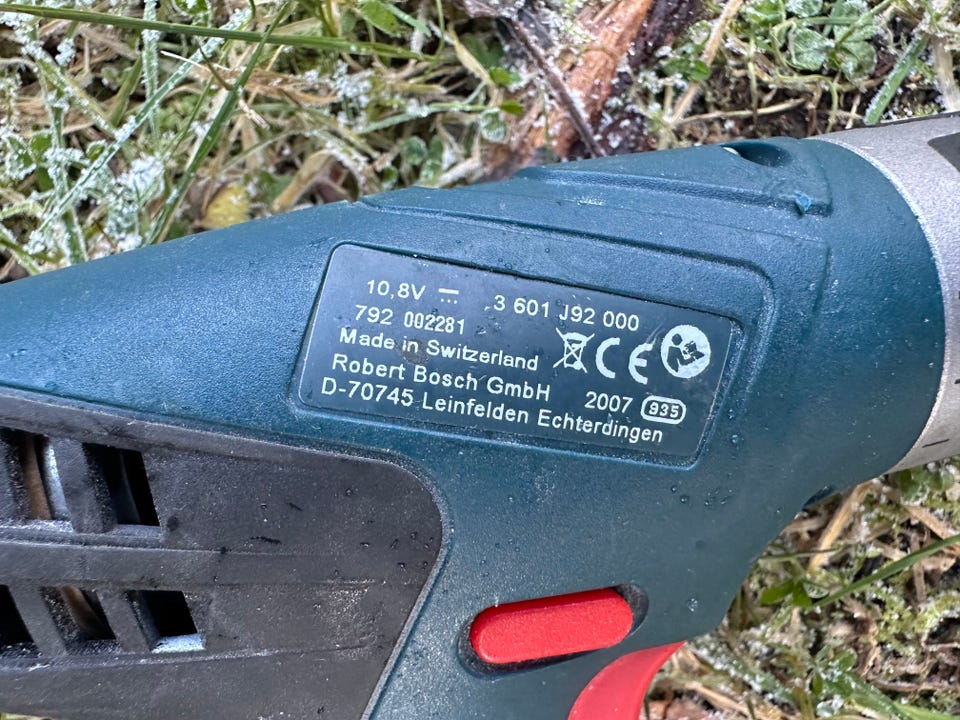 10,8V 3 601 J92 000
792 002281
Made in Switzerland CE
Robert Bosch GmbH 2007 935
D-70745 Leinfelden Echterdingen